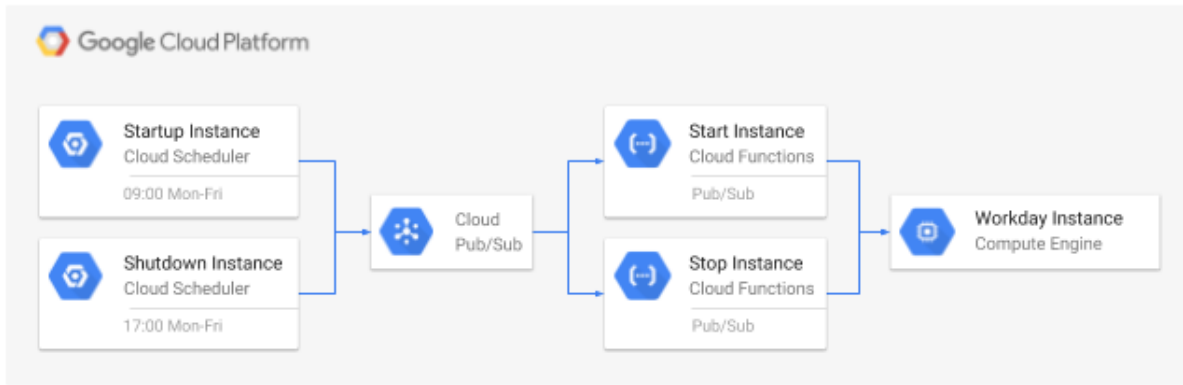 Google Cloud Platform
Startup Instance
Cloud Scheduler
09:00 Mon-Fri
Shutdown Instance
Cloud Scheduler
17:00 Mon-Fri
Cloud
Pub/Sub
Start Instance
Cloud Functions
Pub/Sub
Stop Instance
Cloud Functions
Pub/Sub
Workday Instance
Compute Engine